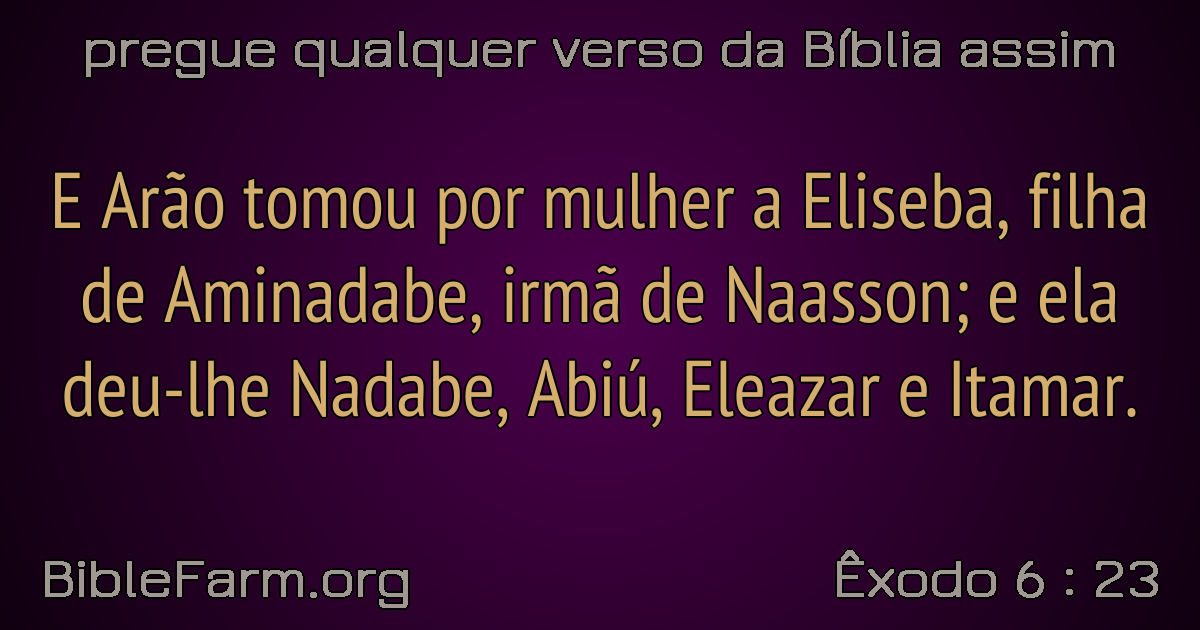 pregue qualquer verso da Bíblia assim
E Arão tomou por mulher a Eliseba, filha
de Aminadabe, irmã de Naasson; e ela
deu-lhe Nadabe, Abiú, Eleazar e Itamar.
BibleFarm.org
Êxodo 6 : 23